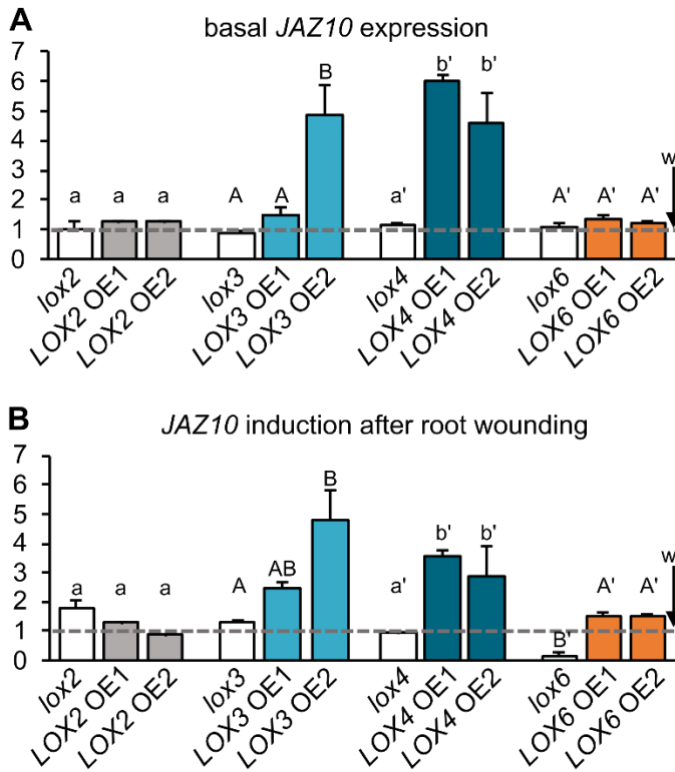 A
basal JAZ10 expression
7
6
5
4
3
2
1
0
a a a A A B a' b' b' A' A' A' w
lox2 LOX2 OE1 LOX2 OE2 lox3 LOX3 OE1 LOX3 OE2 lox4 LOX4 OE1 LOX4 OE2 lox6 LOX6 OE1 LOX6 OE2
B
JAZ10 induction after root wounding
7
6
5
4
3
2
1
0
a a a A AB B a' b' b' B' A' A' w
lox2 LOX2 OE1 LOX2 OE2 lox3 LOX3 OE1 LOX3 OE2 lox4 LOX4 OE1 LOX4 OE2 lox6 LOX6 OE1 LOX6 OE2